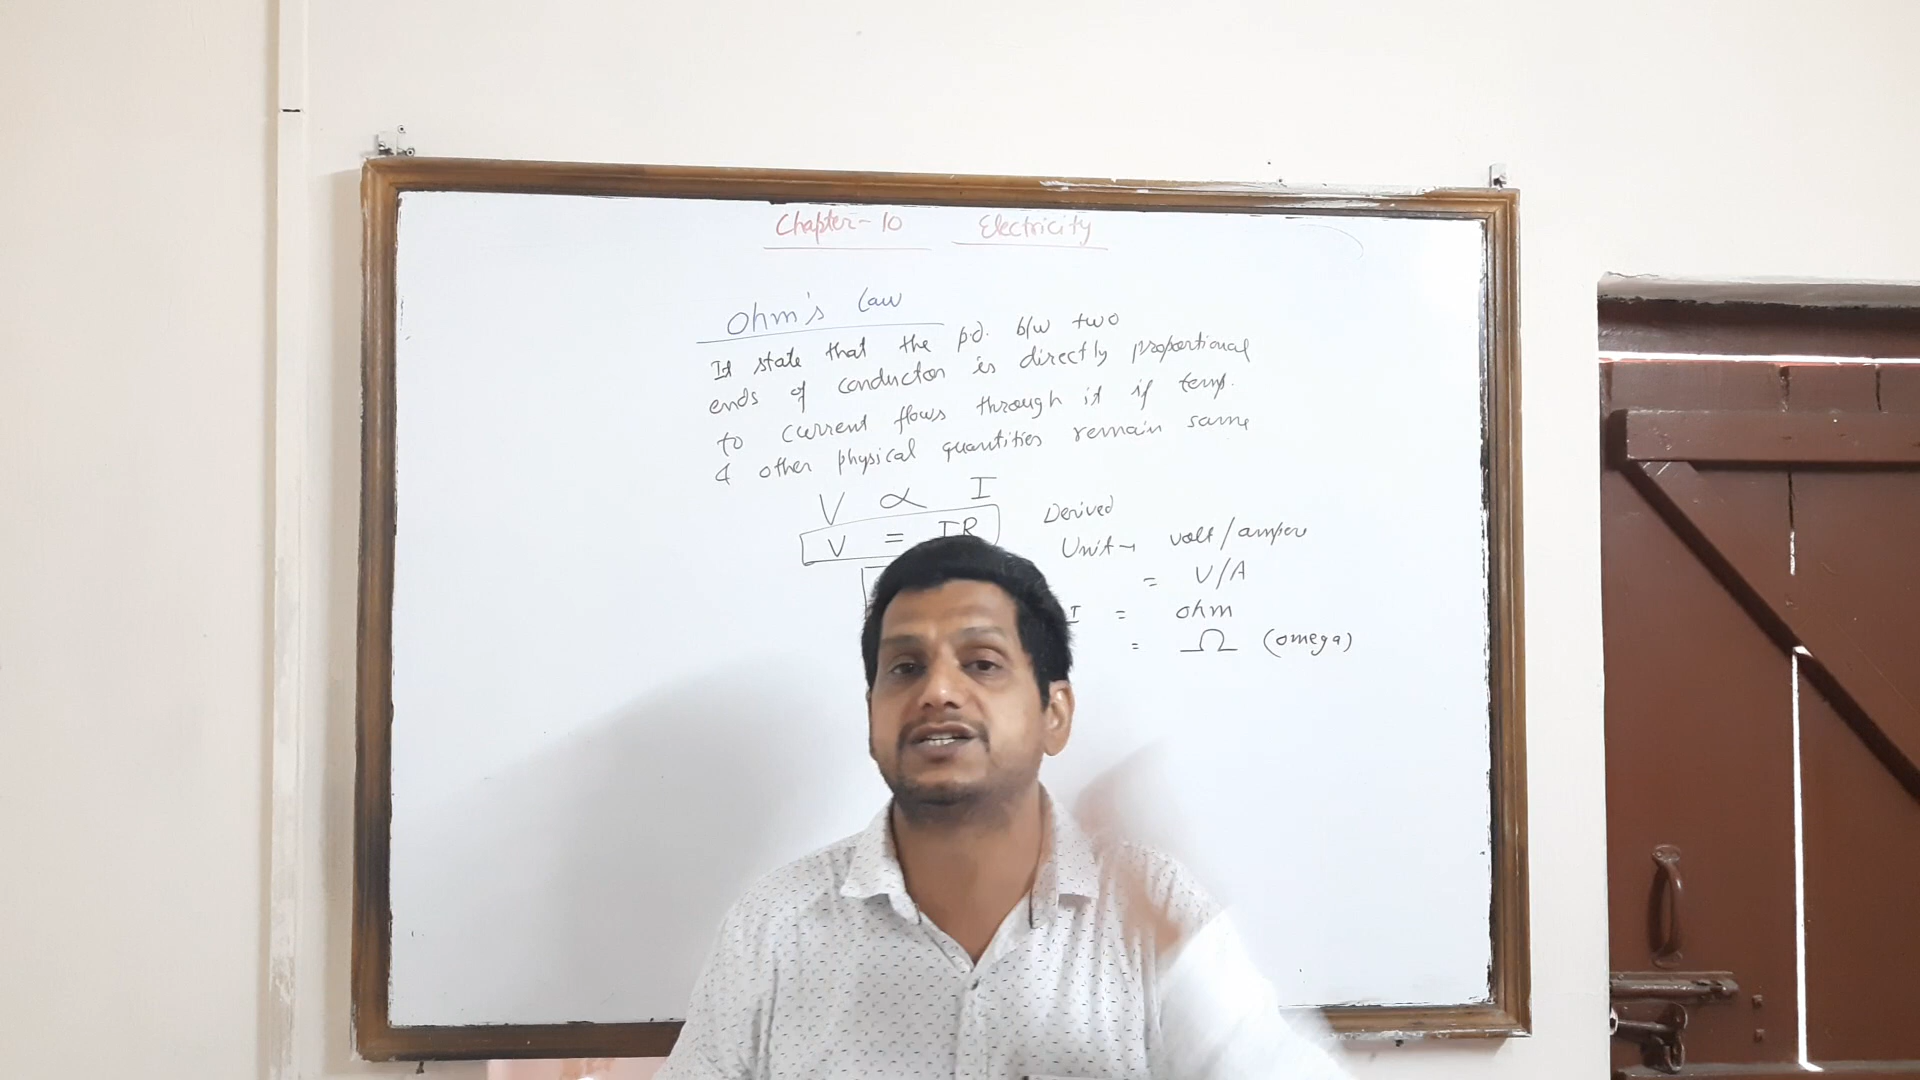 Chapter-10 Electricity
Ohm's Law
It state that the p.d. b/w two
ends of conductor is directly proportional
to current flows through it if temp.
& other physical quantities remain same
V ∝ I
V = IR
Derived
Unit → volt/ampere
= V/A
I = ohm
= Ω (omega)